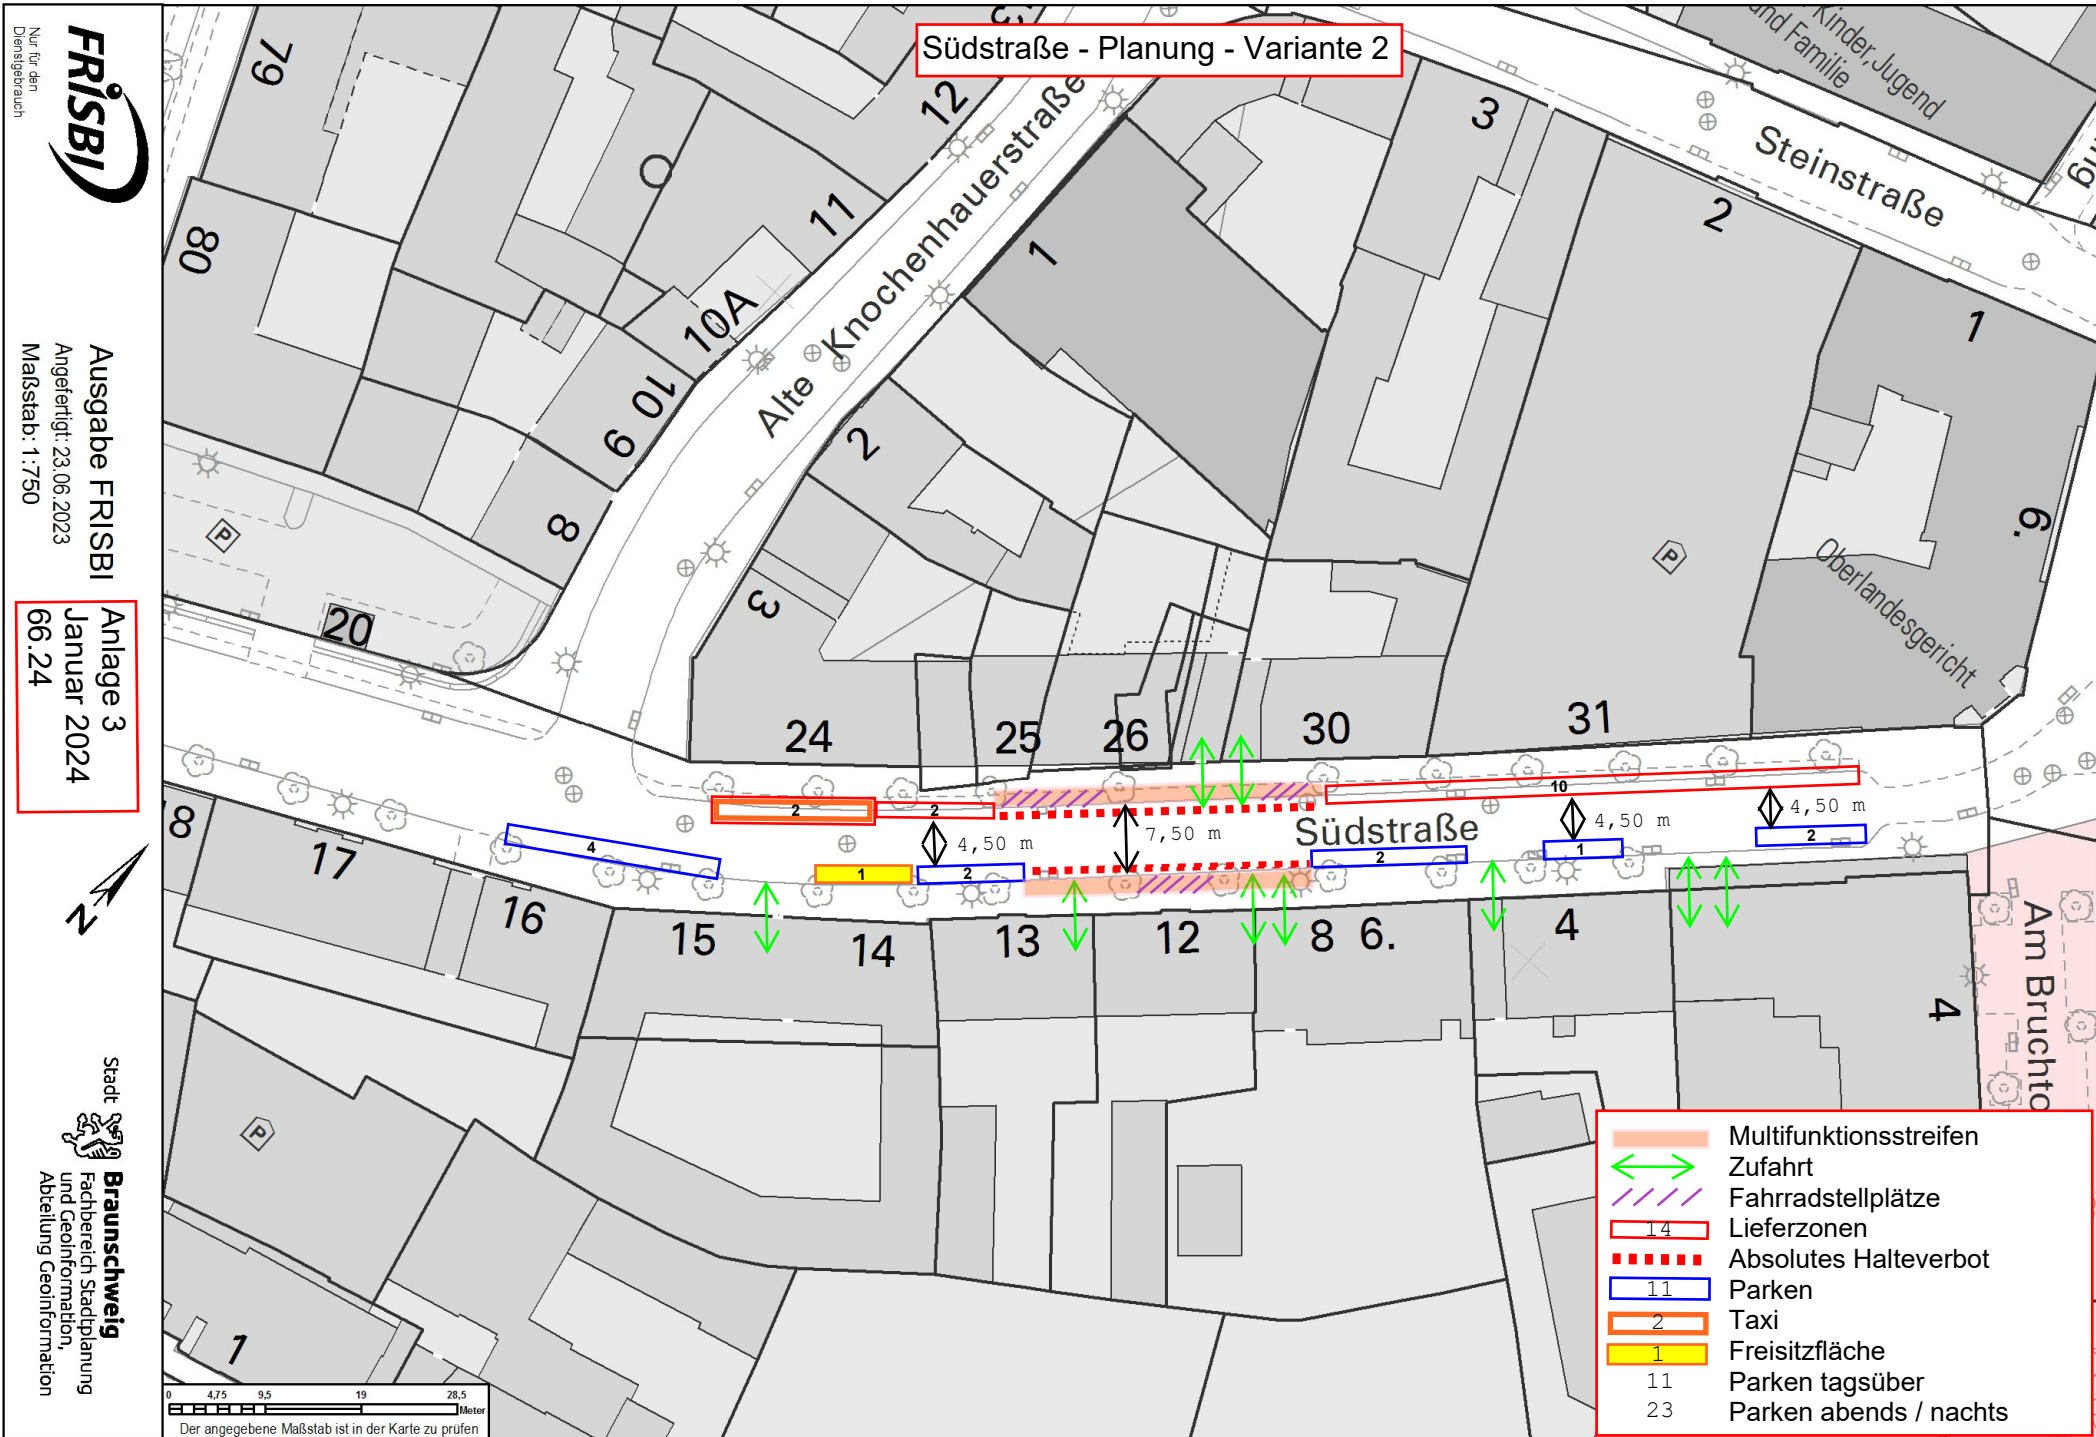 Südstraße - Planung - Variante 2
FRISBI
Nur für den
Dienstgebrauch
Ausgabe FRISBI
Angefertigt: 23.06.2023
Maßstab: 1:750
Anlage 3
Januar 2024
66.24
N
Stadt
Braunschweig
Fachbereich Stadtplanung
und Geoinformation,
Abteilung Geoinformation
79
80
12
11
10A
10
9
8
20
Alte Knochenhauerstraße
1
2
3
3
2
1
6.
Kinder, Jugend
und Familie
Steinstraße
P
P
Oberlandesgericht
24
25
26
30
31
2
2
10
4,50 m
7,50 m
Südstraße
4,50 m
4,50 m
4
1
2
2
1
2
18
17
16
15
14
13
12
8
6.
4
4
Am Bruchto
P
1
0 4,75 9,5 19 28,5
Meter
Der angegebene Maßstab ist in der Karte zu prüfen
Multifunktionsstreifen
Zufahrt
Fahrradstellplätze
14 Lieferzonen
Absolutes Halteverbot
11 Parken
2 Taxi
1 Freisitzfläche
11 Parken tagsüber
23 Parken abends / nachts